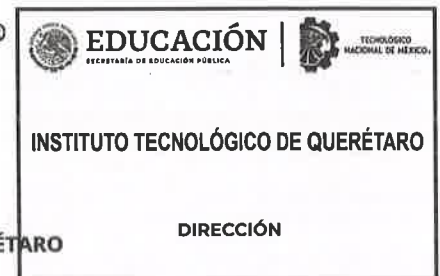 EDUCACIÓN
SECRETARÍA DE EDUCACIÓN PÚBLICA
TECNOLÓGICO
NACIONAL DE MÉXICO
INSTITUTO TECNOLÓGICO DE QUERÉTARO
DIRECCIÓN
ÉTARO